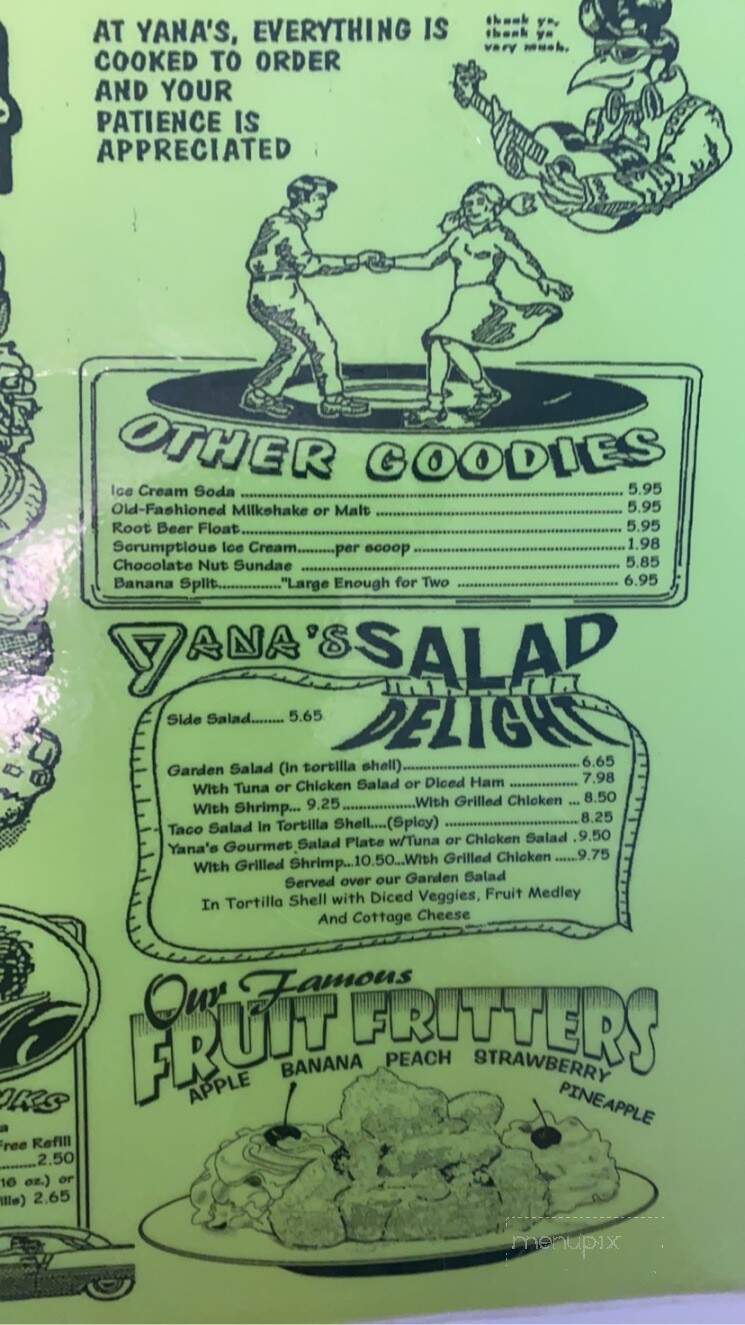 AT YANA'S, EVERYTHING IS
COOKED TO ORDER
AND YOUR
PATIENCE IS
APPRECIATED
thank ya,
thank ya
very much.
OTHER GOODIES
Ice Cream Soda ........ 5.95
Old-Fashioned Milkshake or Malt ........ 5.95
Root Beer Float........ 5.95
Scrumptious Ice Cream.........per scoop ........1.98
Chocolate Nut Sundae ........ 5.85
Banana Split..............."Large Enough for Two ........ 6.95
YANA'S SALAD
DELIGHT
Side Salad........ 5.65
Garden Salad (in tortilla shell)........6.65
With Tuna or Chicken Salad or Diced Ham ........ 7.98
With Shrimp... 9.25..................With Grilled Chicken ... 8.50
Taco Salad in Tortilla Shell....(Spicy) ........8.25
Yana's Gourmet Salad Plate w/Tuna or Chicken Salad .9.50
With Grilled Shrimp...10.50...With Grilled Chicken .....9.75
Served over our Garden Salad
In Tortilla Shell with Diced Veggies, Fruit Medley
And Cottage Cheese
Our Famous
FRUIT FRITTERS
APPLE BANANA PEACH STRAWBERRY
PINEAPPLE
Free Refill
........2.50
16 oz.) or
2.65
menupix